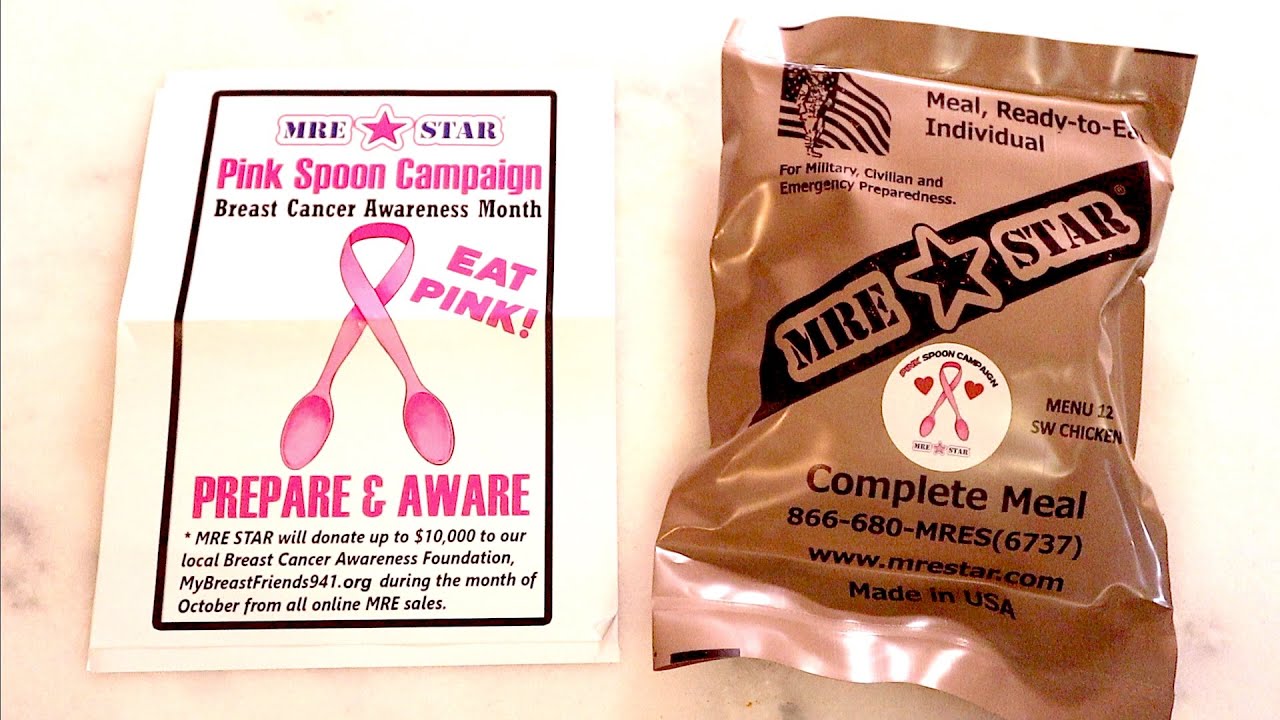 MRE STAR
Pink Spoon Campaign
Breast Cancer Awareness Month
EAT
PINK!
PREPARE & AWARE
* MRE STAR will donate up to $10,000 to our
local Breast Cancer Awareness Foundation,
MyBreastFriends941.org during the month of
October from all online MRE sales.
Meal, Ready-to-Ea
Individual
For Military, Civilian and
Emergency Preparedness.
MRE STAR®
PINK SPOON CAMPAIGN
MRE STAR
MENU 12
SW CHICKEN
Complete Meal
866-680-MRES(6737)
www.mrestar.com
Made in USA